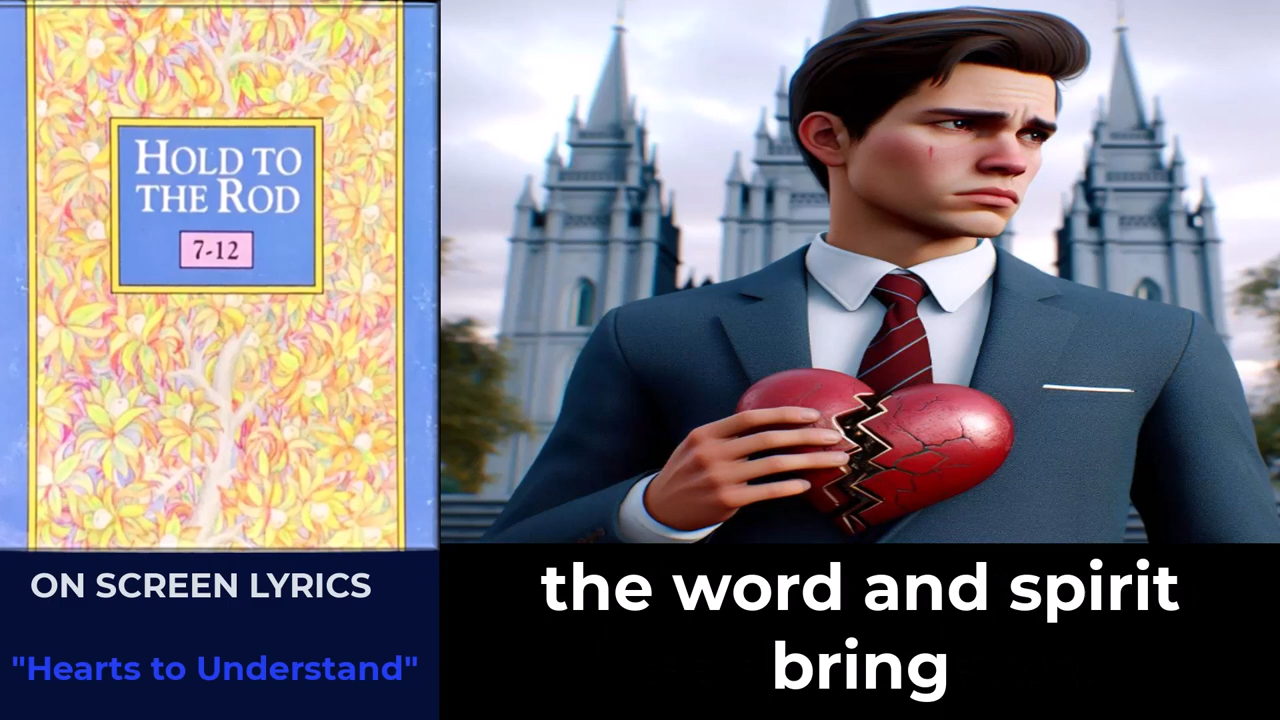 HOLD TO
THE ROD
7-12
ON SCREEN LYRICS
"Hearts to Understand"
the word and spirit
bring